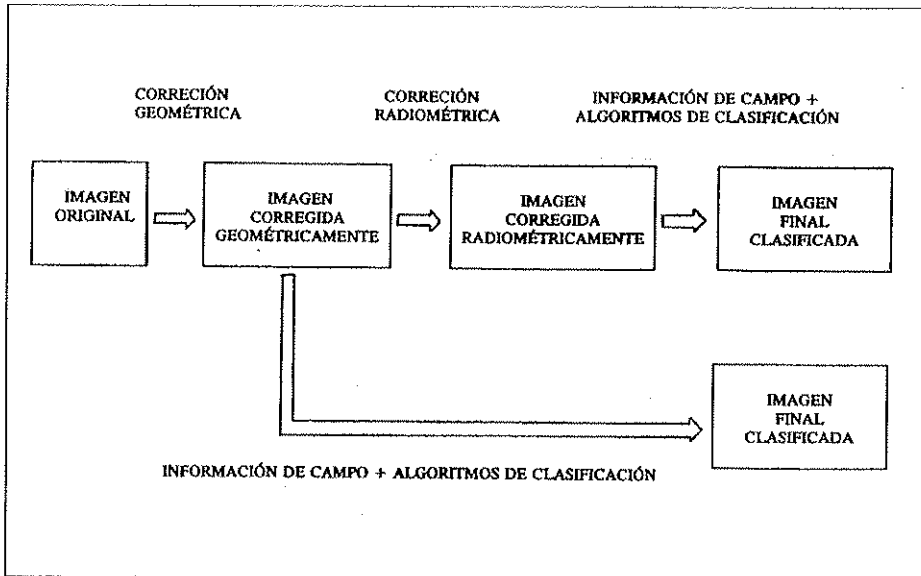 CORRECIÓN
GEOMÉTRICA
CORRECIÓN
RADIOMÉTRICA
INFORMACIÓN DE CAMPO +
ALGORITMOS DE CLASIFICACIÓN
IMAGEN
ORIGINAL
IMAGEN
CORREGIDA
GEOMÉTRICAMENTE
IMAGEN
CORREGIDA
RADIOMÉTRICAMENTE
IMAGEN
FINAL
CLASIFICADA
IMAGEN
FINAL
CLASIFICADA
INFORMACIÓN DE CAMPO + ALGORITMOS DE CLASIFICACIÓN